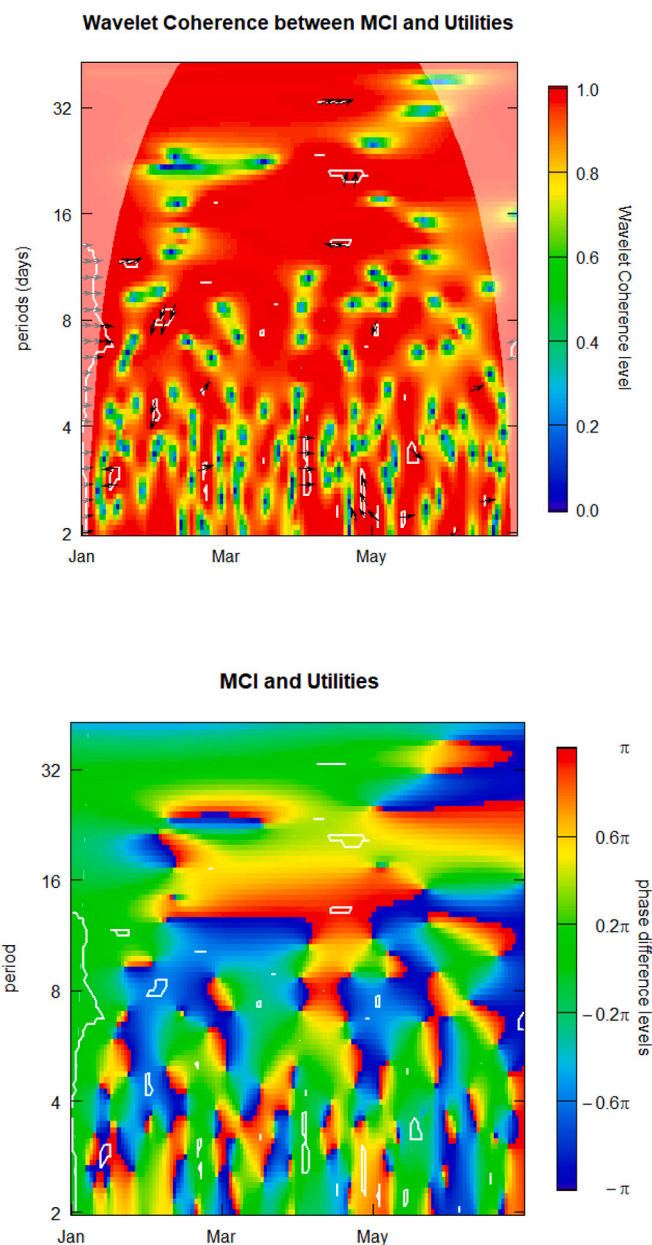 Wavelet Coherence between MCI and Utilities
periods (days)
32
16
8
4
2
Jan
Mar
May
1.0
0.8
0.6
0.4
0.2
0.0
Wavelet Coherence level
MCI and Utilities
period
32
16
8
4
2
Jan
Mar
May
π
0.6π
0.2π
−0.2π
−0.6π
−π
phase difference levels